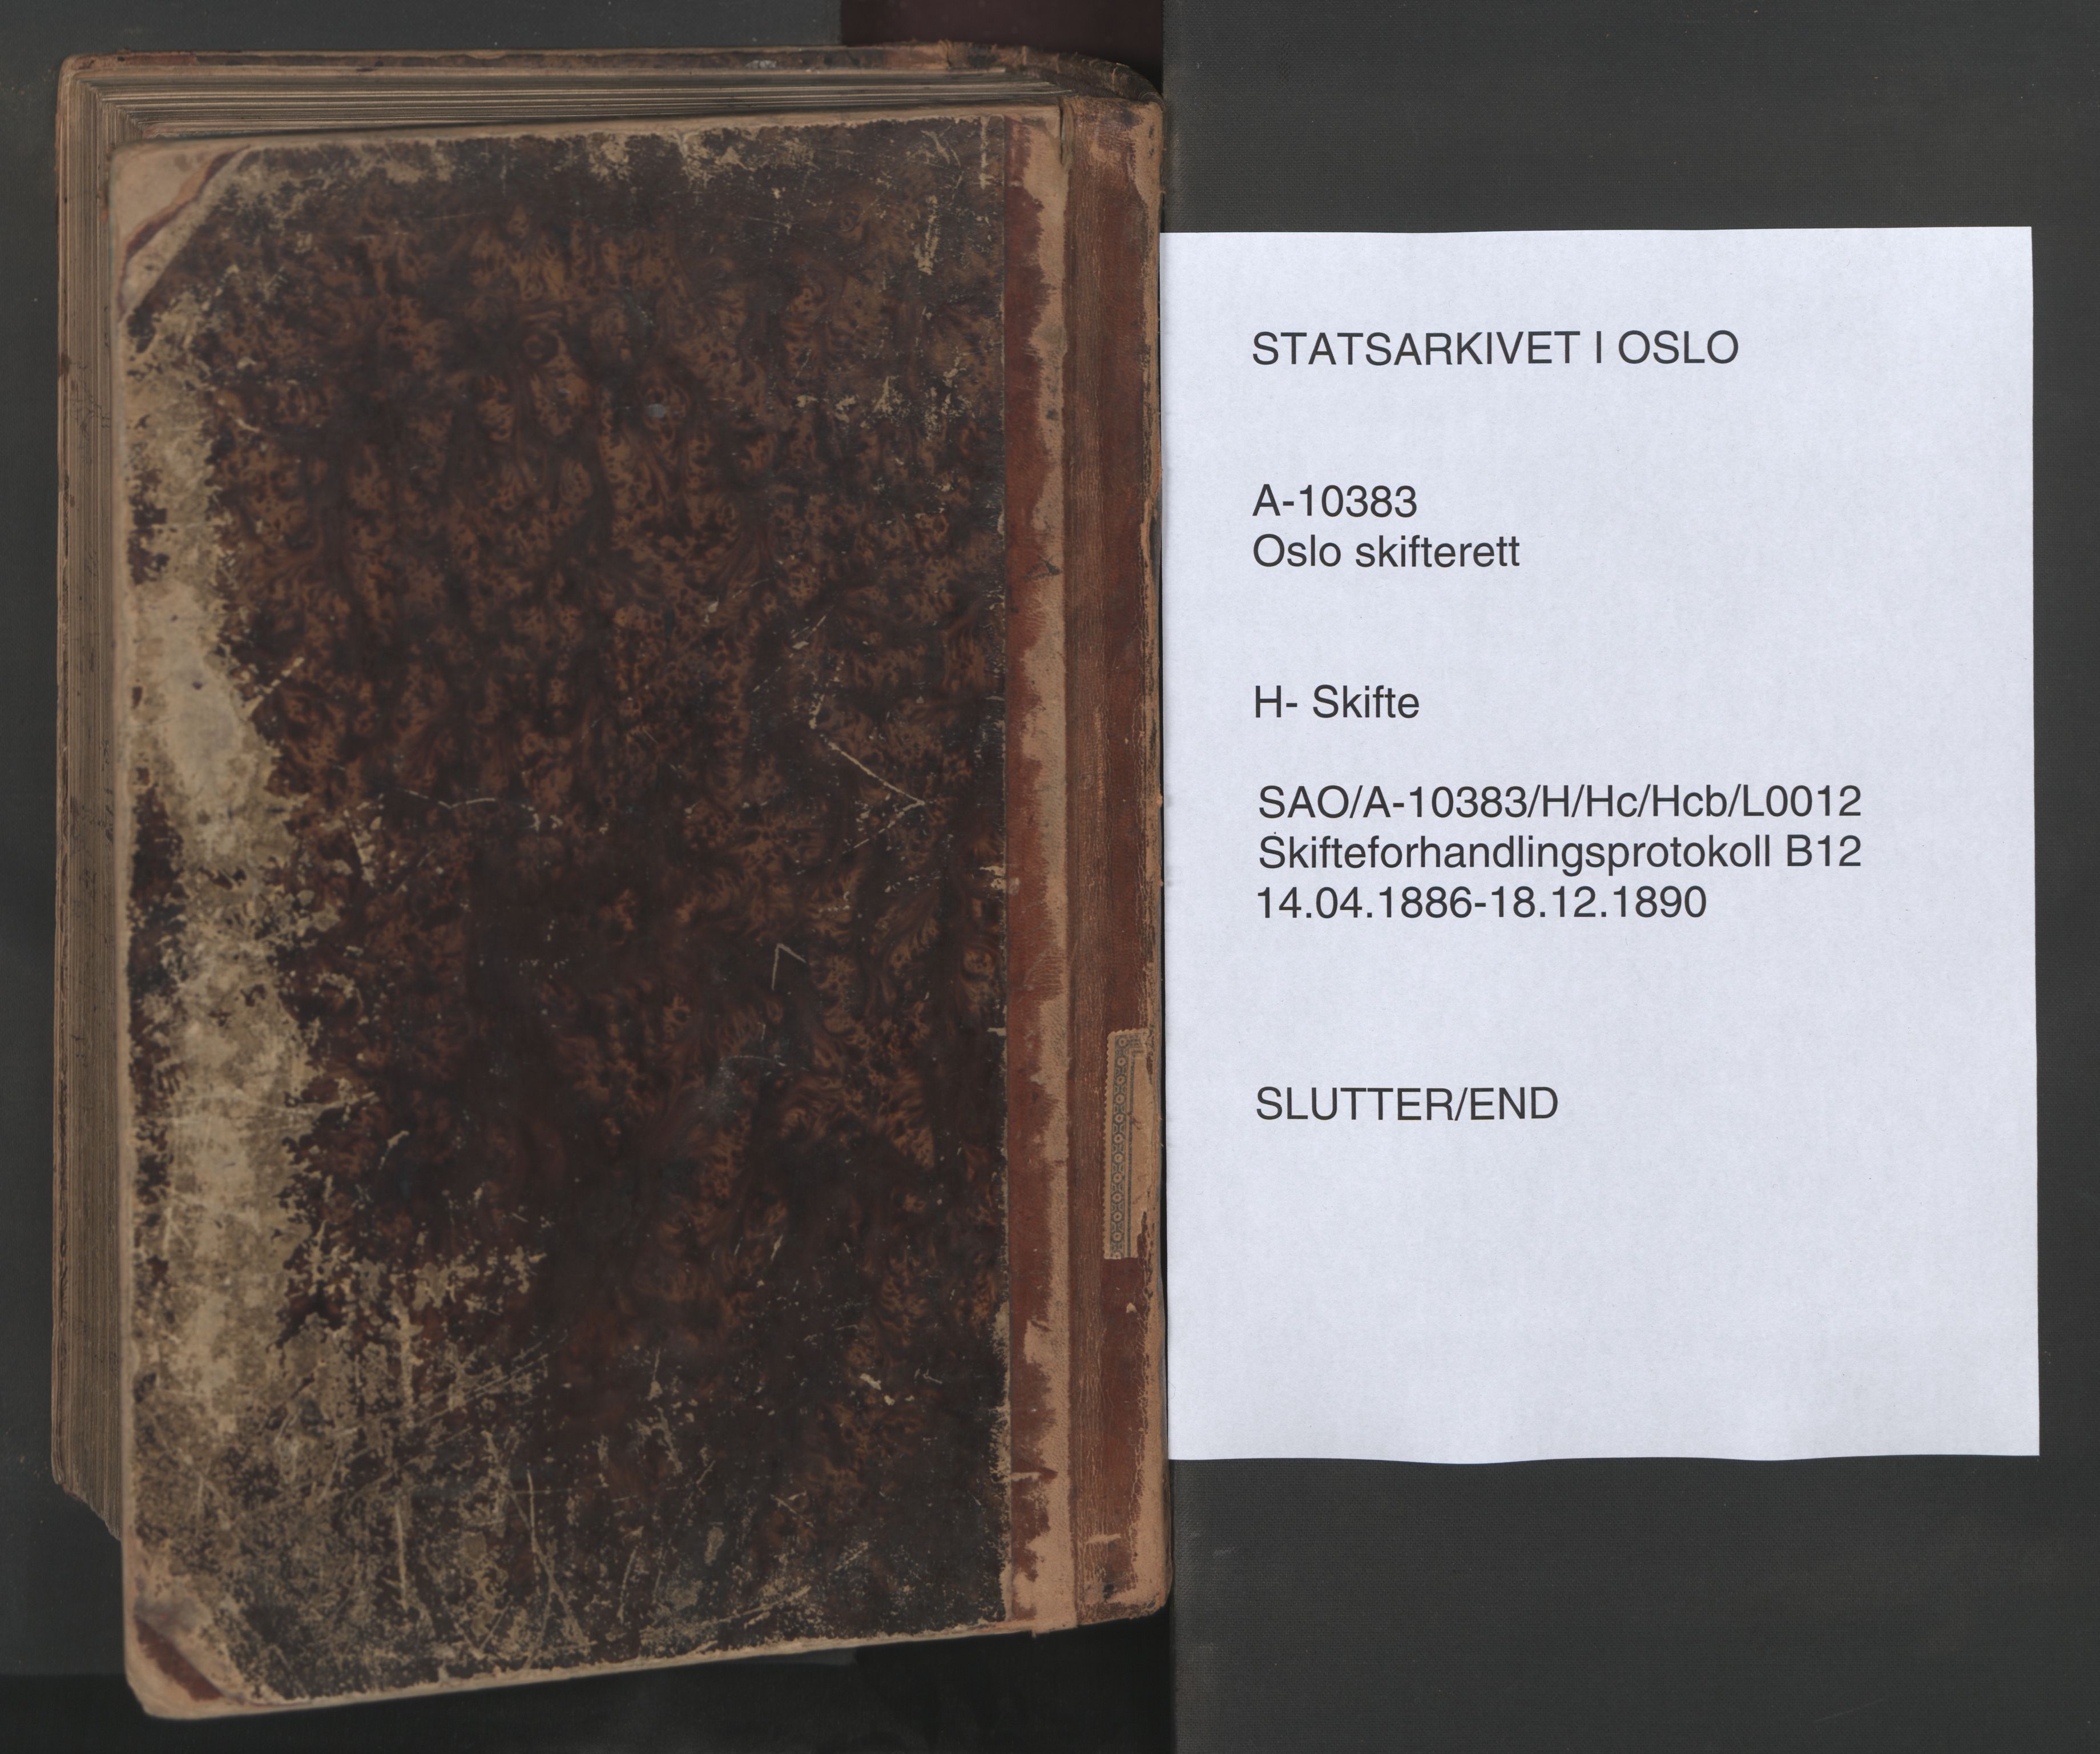 STATSARKIVET I OSLO
A-10383
Oslo skifterett
H- Skifte
SAO/A-10383/H/Hc/Hcb/L0012
Skifteforhandlingsprotokoll B12
14.04.1886-18.12.1890
SLUTTER/END